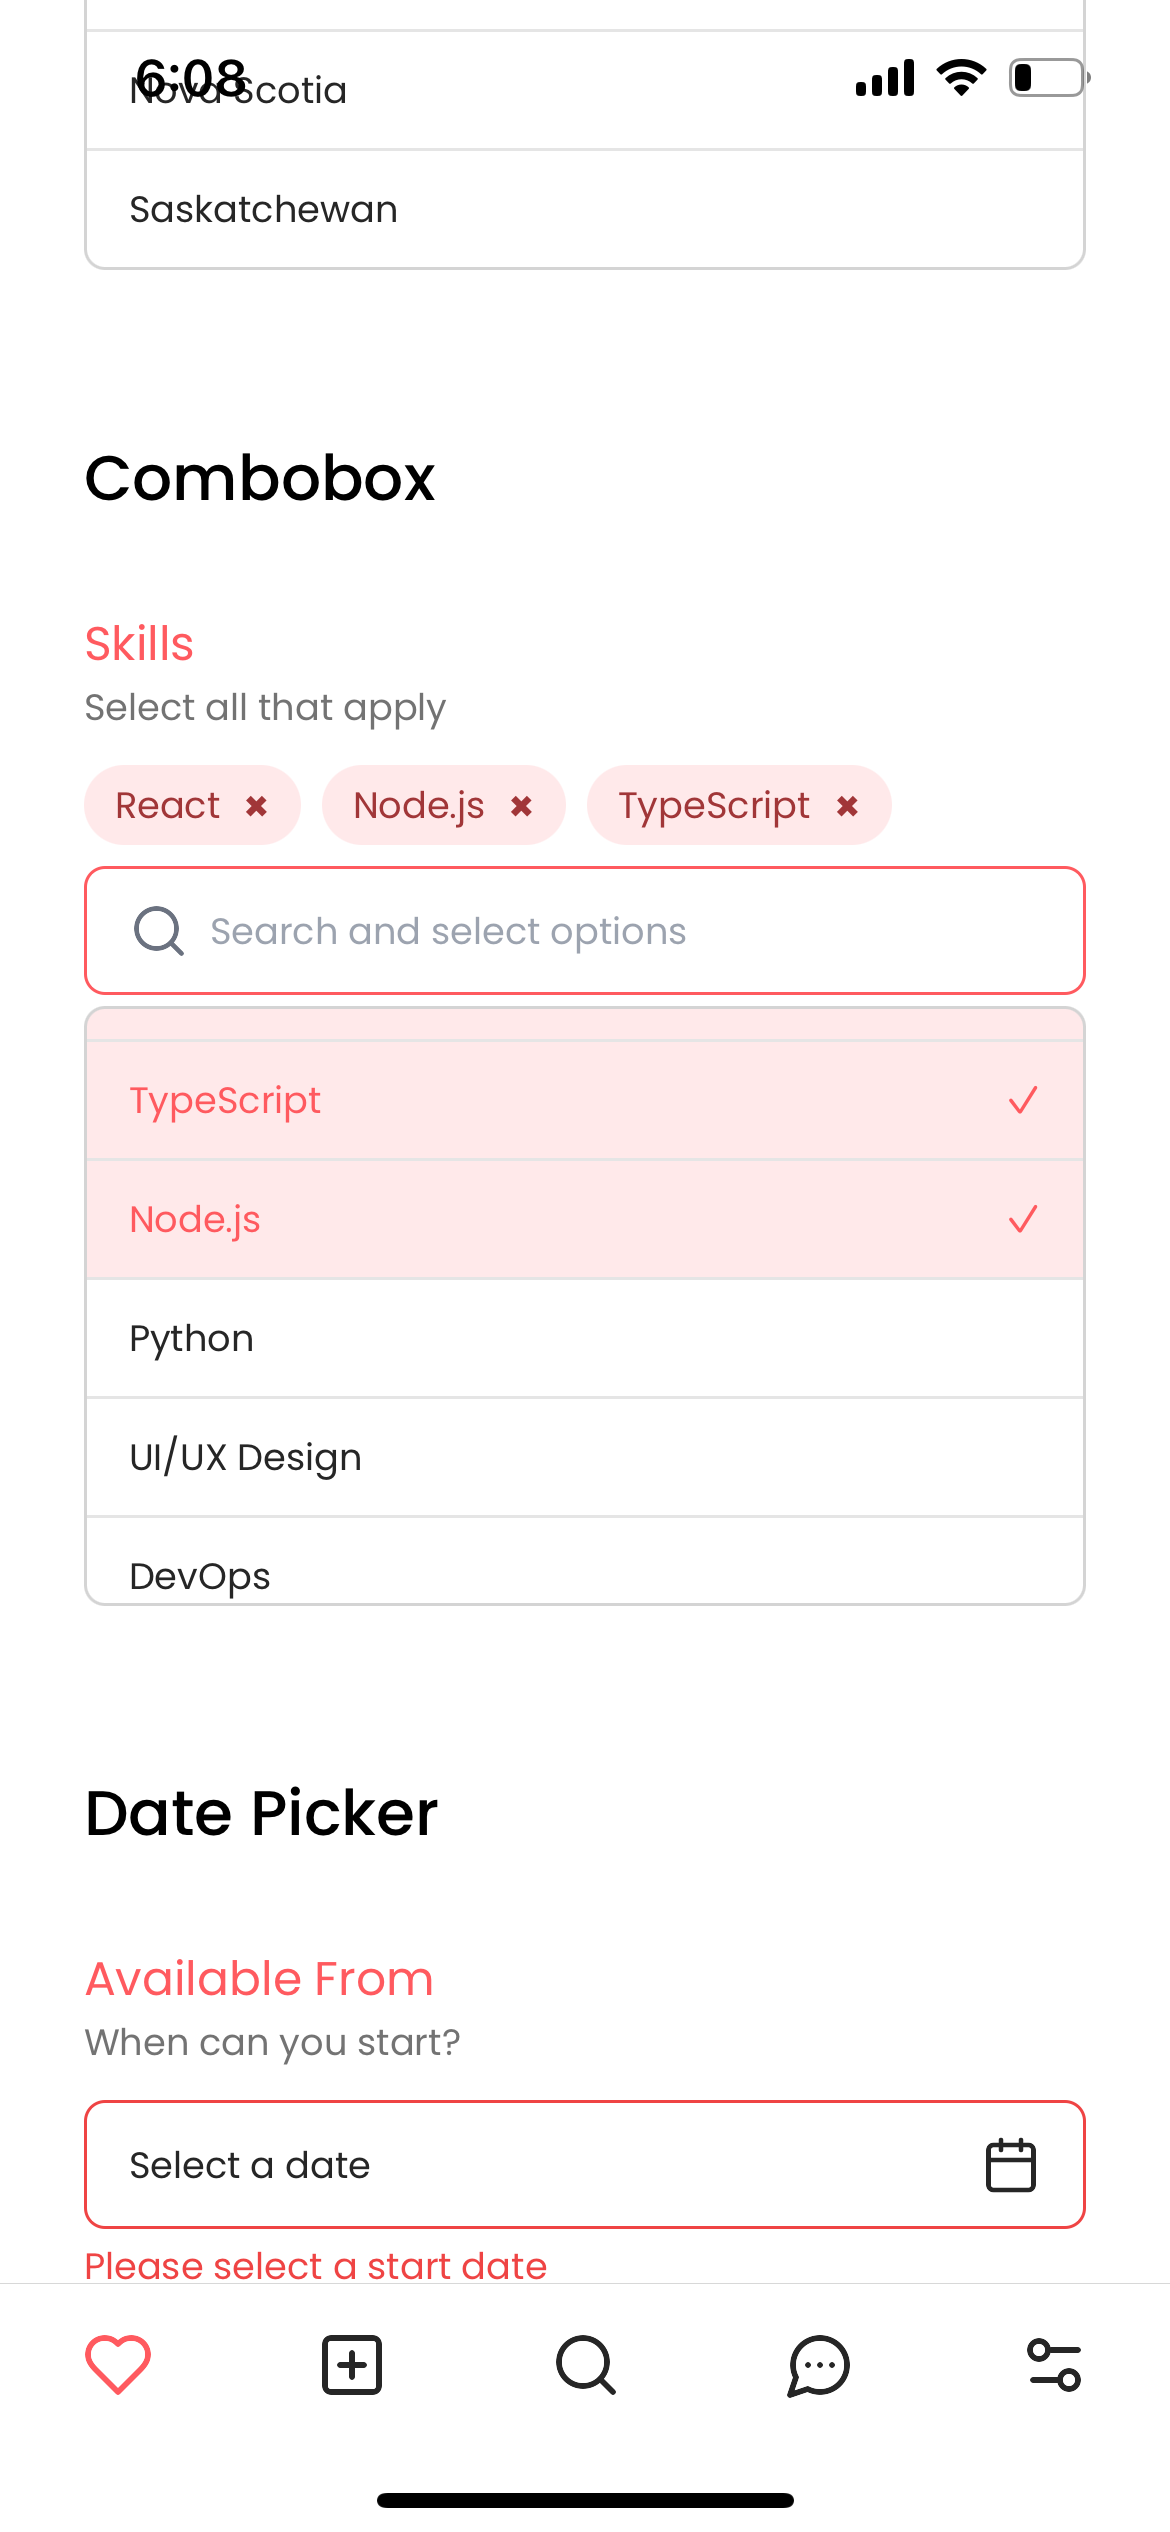 6:08
Nova Scotia
Saskatchewan
Combobox
Skills
Select all that apply
React ✖ Node.js ✖ TypeScript ✖
Search and select options
TypeScript
Node.js
Python
UI/UX Design
DevOps
Date Picker
Available From
When can you start?
Select a date
Please select a start date